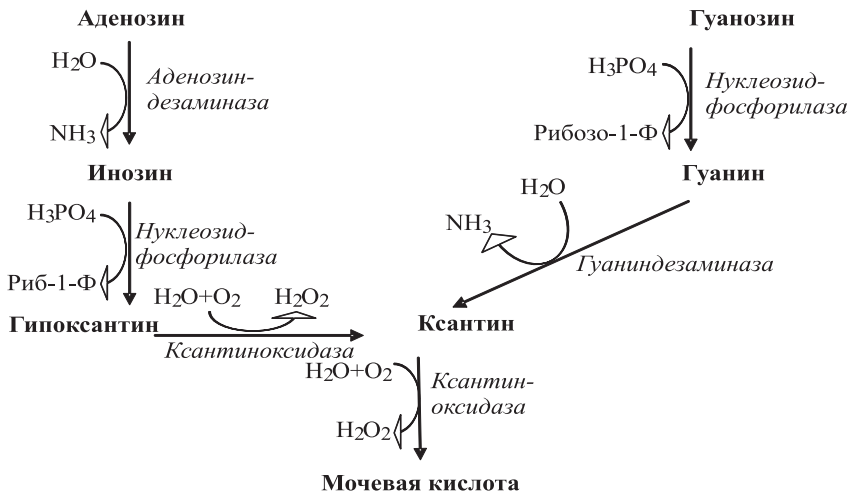 Аденозин
H2O
Аденозин-
дезаминаза
NH3
Инозин
H3PO4
Нуклеозид-
фосфорилаза
Риб-1-Ф
Гипоксантин
H2O+O2
H2O2
Ксантиноксидаза
Гуанозин
H3PO4
Нуклеозид-
фосфорилаза
Рибозо-1-Ф
Гуанин
H2O
NH3
Гуаниндезаминаза
Ксантин
H2O+O2
Ксантин-
оксидаза
H2O2
Мочевая кислота